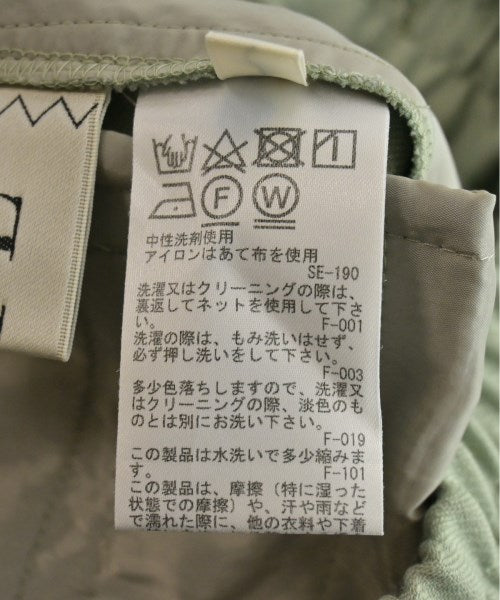 F W
中性洗剤使用
アイロンはあて布を使用
SE-190
洗濯又はクリーニングの際は、
裏返してネットを使用して下さ
い。 F-001
洗濯の際は、もみ洗いはせず、
必ず押し洗いをして下さい。
F-003
多少色落ちしますので、洗濯又
はクリーニングの際、淡色のも
のとは別にお洗い下さい。
F-019
この製品は水洗いで多少縮みま
す。 F-101
この製品は、摩擦（特に湿った
状態での摩擦）や、汗や雨など
で濡れた際に、他の衣料や下着